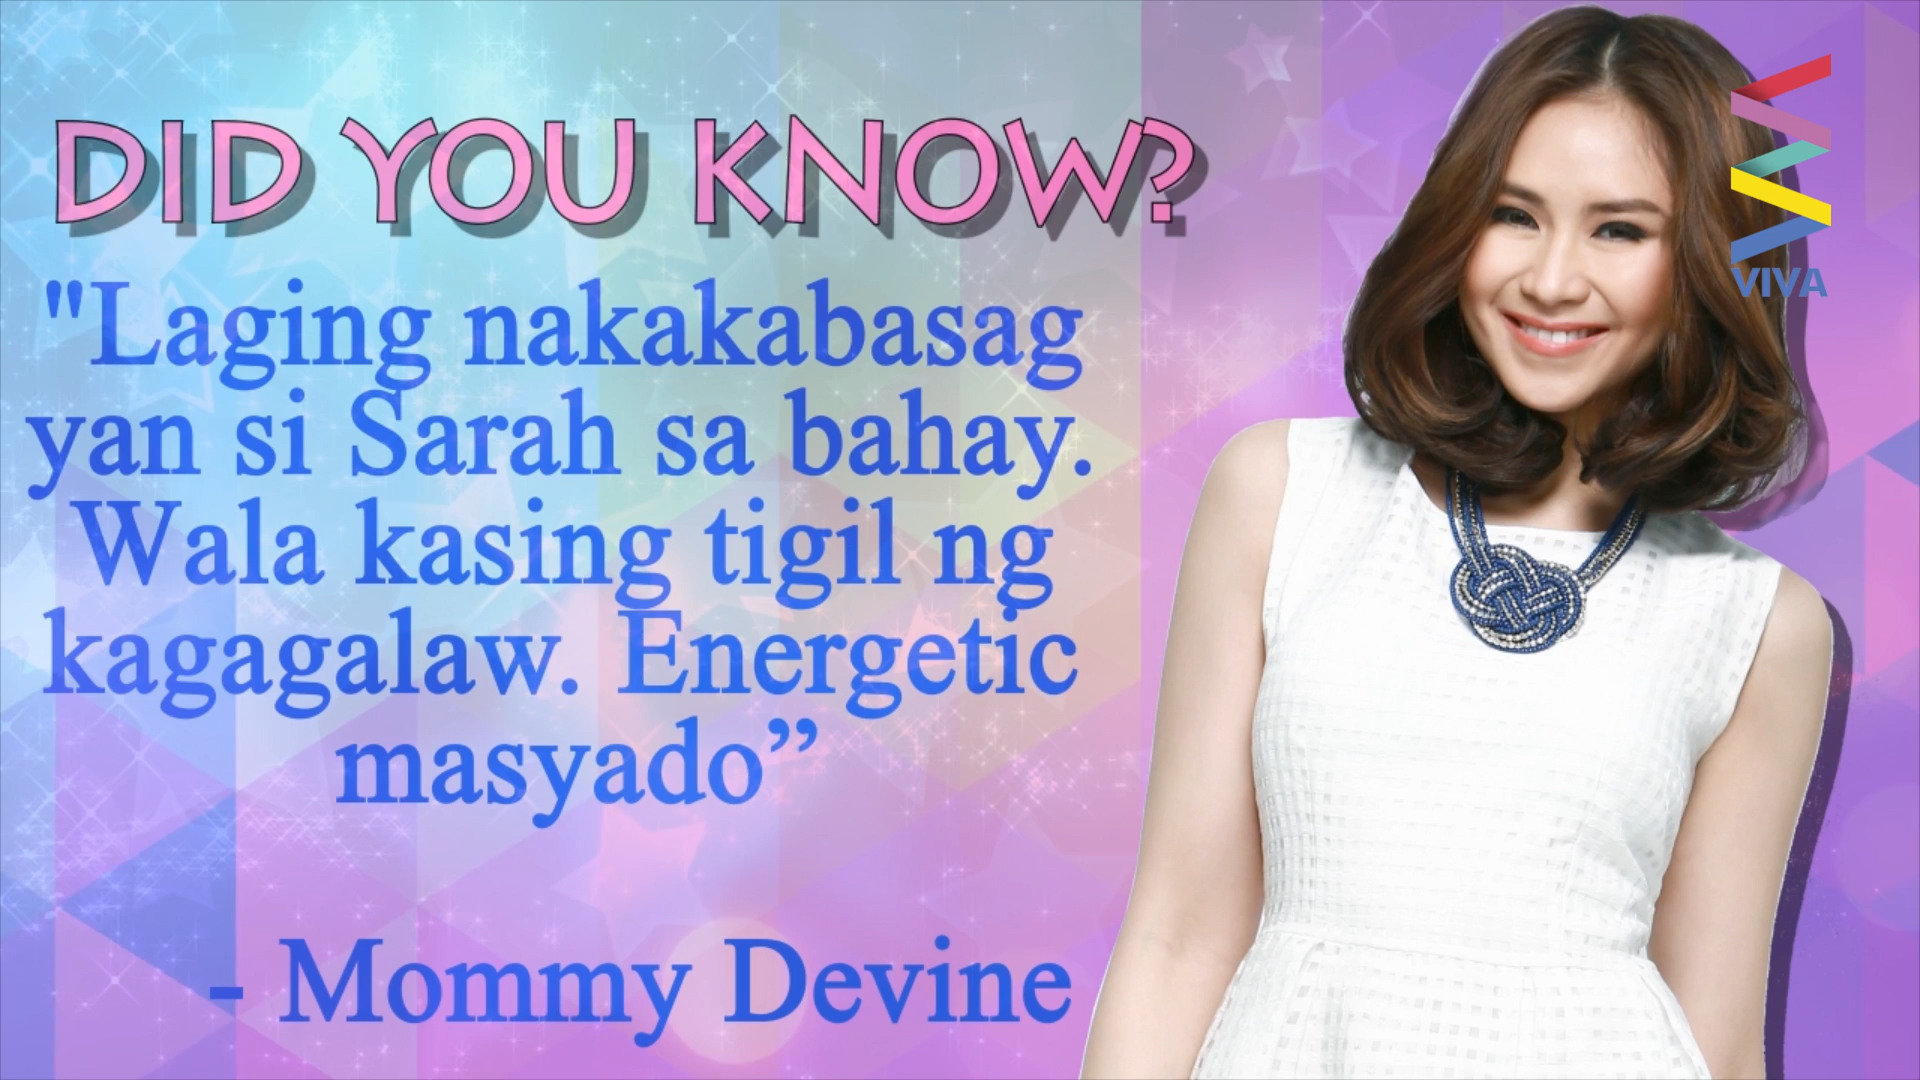 DID YOU KNOW?
"Laging nakakabasag
yan si Sarah sa bahay.
Wala kasing tigil ng
kagagalaw. Energetic
masyado”
- Mommy Devine
VIVA